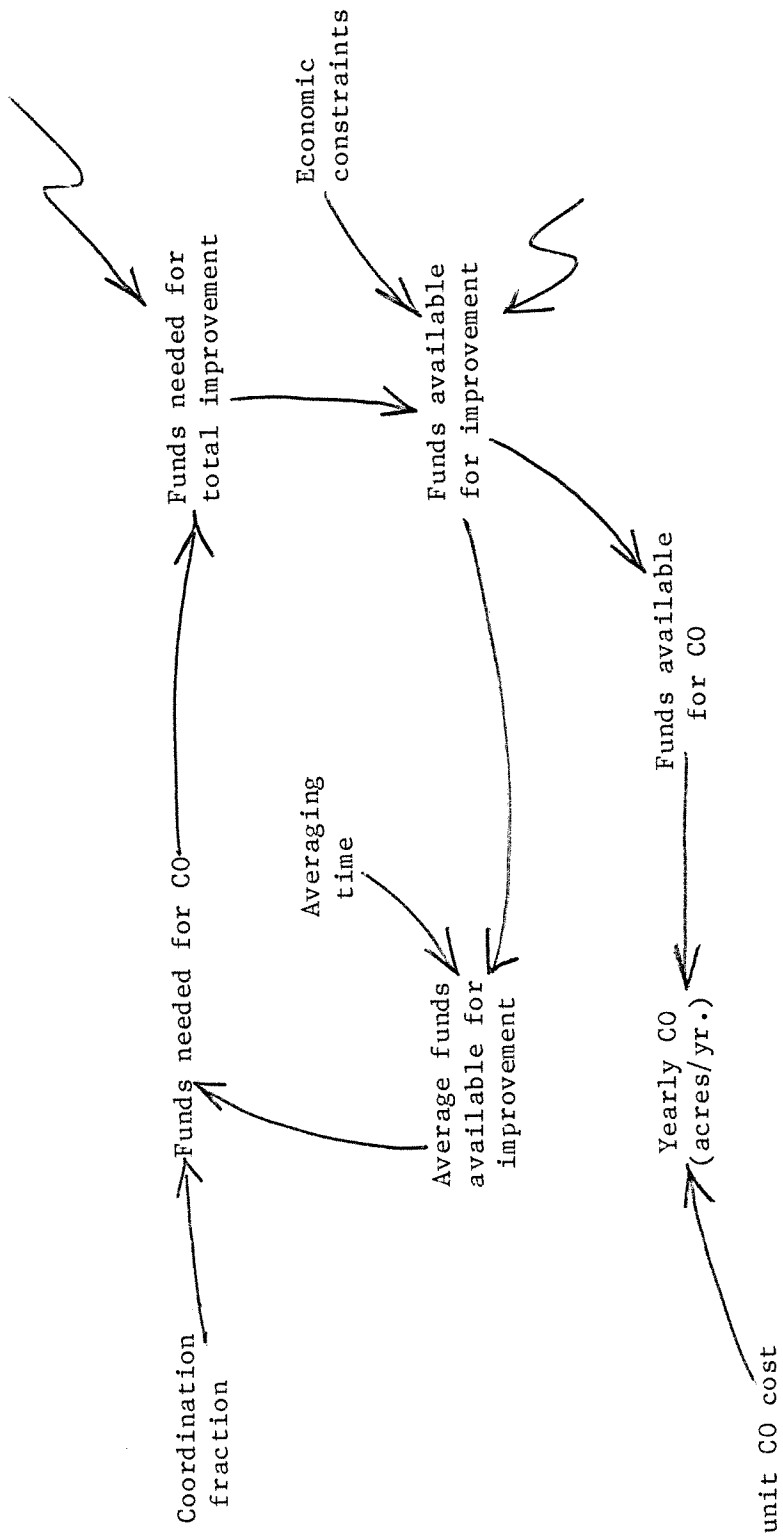 Coordination
fraction
Funds needed for CO
Funds needed for
total improvement
Economic
constraints
Averaging
time
Average funds
available for
improvement
Funds available
for improvement
Funds available
for CO
Yearly CO
(acres/yr.)
unit CO cost